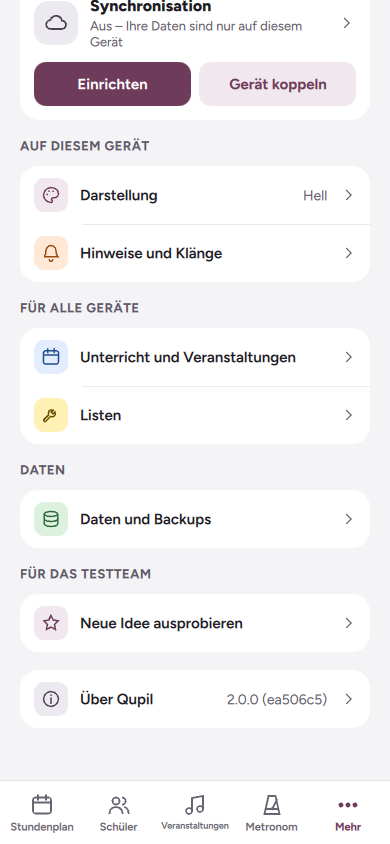 Synchronisation
Aus – Ihre Daten sind nur auf diesem
Gerät
Einrichten
Gerät koppeln
AUF DIESEM GERÄT
Darstellung
Hell
Hinweise und Klänge
FÜR ALLE GERÄTE
Unterricht und Veranstaltungen
Listen
DATEN
Daten und Backups
FÜR DAS TESTTEAM
Neue Idee ausprobieren
Über Qupil
2.0.0 (ea506c5)
Stundenplan
Schüler
Veranstaltungen
Metronom
Mehr